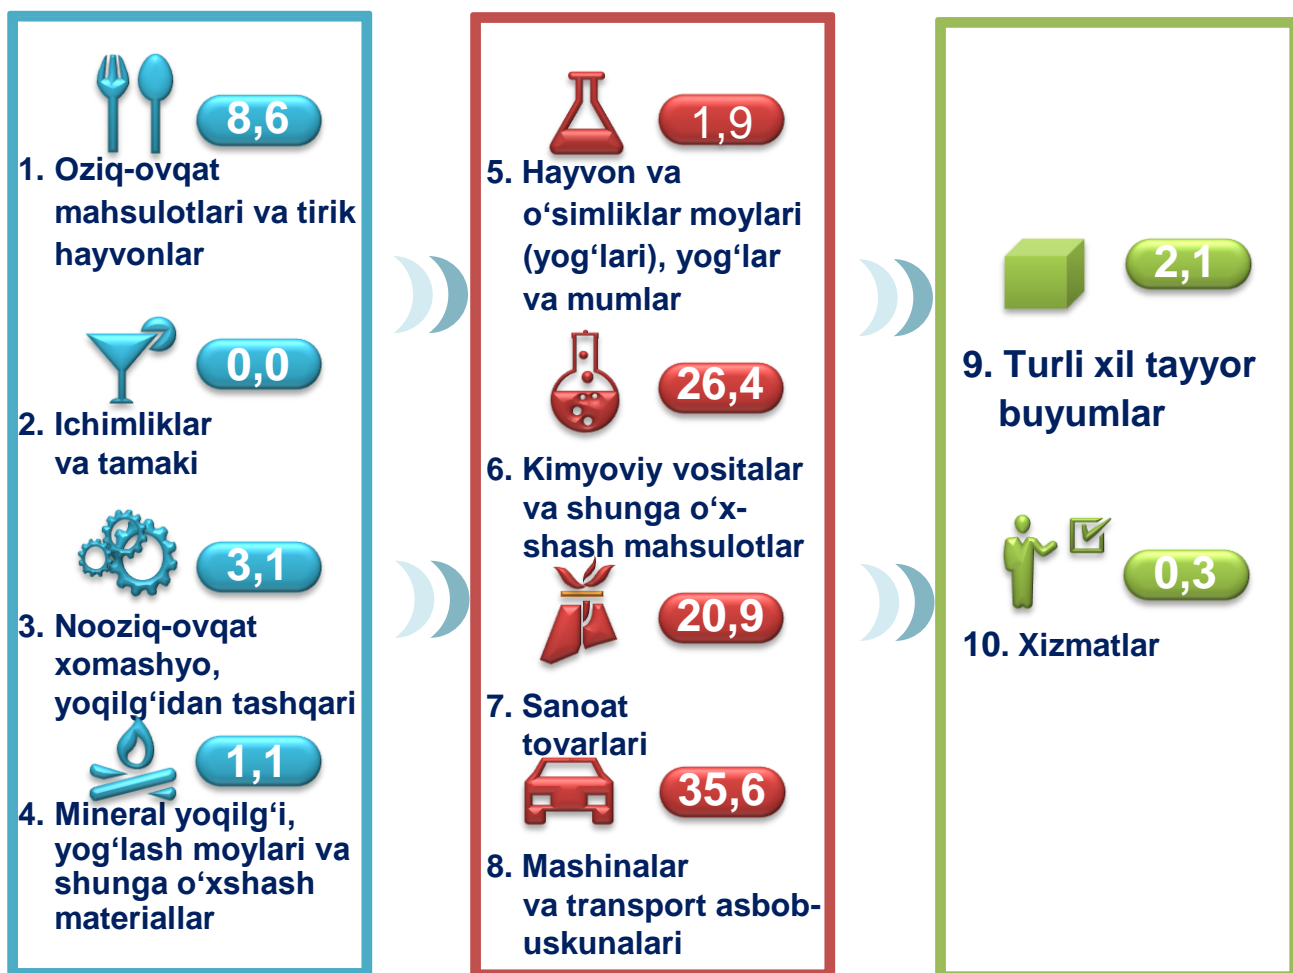 8,6
1. Oziq-ovqat
mahsulotlari va tirik
hayvonlar
0,0
2. Ichimliklar
va tamaki
3,1
3. Nooziq-ovqat
xomashyo,
yoqilg‘idan tashqari
1,1
4. Mineral yoqilg‘i,
yog‘lash moylari va
shunga o‘xshash
materiallar
1,9
5. Hayvon va
o‘simliklar moylari
(yog‘lari), yog‘lar
va mumlar
26,4
6. Kimyoviy vositalar
va shunga o‘x-
shash mahsulotlar
20,9
7. Sanoat
tovarlari
35,6
8. Mashinalar
va transport asbob-
uskunalari
2,1
9. Turli xil tayyor
buyumlar
0,3
10. Xizmatlar